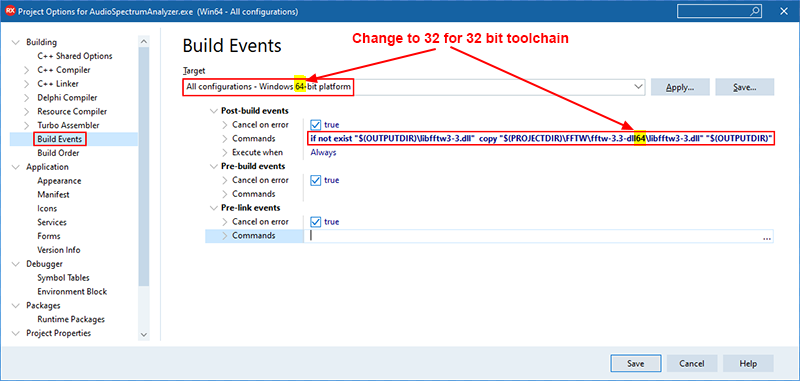 RX Project Options for AudioSpectrumAnalyzer.exe (Win64 - All configurations)
Building
C++ Shared Options
C++ Compiler
C++ Linker
Delphi Compiler
Resource Compiler
Turbo Assembler
Build Events
Build Order
Application
Appearance
Manifest
Icons
Services
Forms
Version Info
Debugger
Symbol Tables
Environment Block
Packages
Runtime Packages
Project Properties
Build Events
Change to 32 for 32 bit toolchain
Target
All configurations - Windows 64-bit platform
Apply...
Save...
Post-build events
Cancel on error
true
Commands
if not exist "$(OUTPUTDIR)\libfftw3-3.dll" copy "$(PROJECTDIR)\FFTW\fftw-3.3-dll64\libfftw3-3.dll" "$(OUTPUTDIR)"
Execute when
Always
Pre-build events
Cancel on error
true
Commands
Pre-link events
Cancel on error
true
Commands
...
Save
Cancel
Help